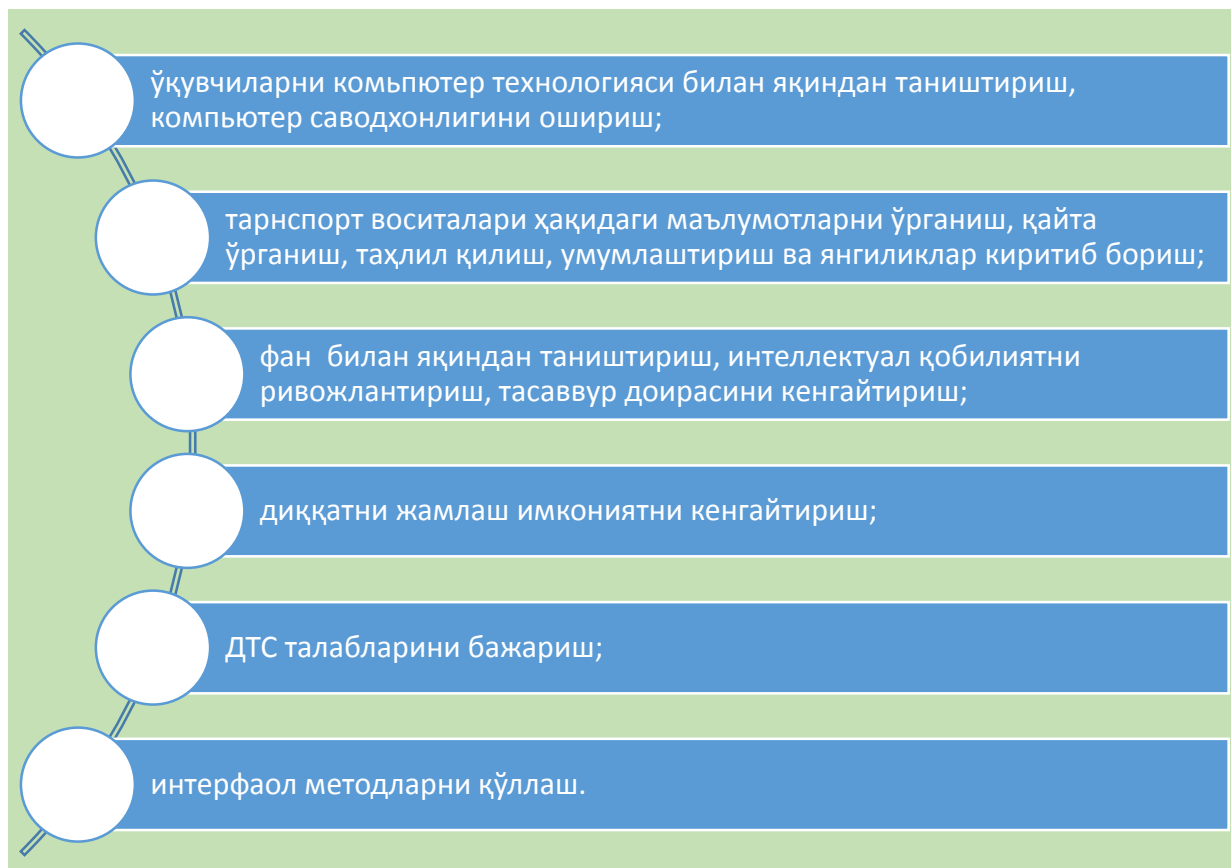 ўқувчиларни комьпютер технологияси билан яқиндан таништириш,
компьютер саводхонлигини ошириш;
тарнспорт воситалари ҳақидаги маълумотларни ўрганиш, қайта
ўрганиш, таҳлил қилиш, умумлаштириш ва янгиликлар киритиб бориш;
фан  билан яқиндан таништириш, интеллектуал қобилиятни
ривожлантириш, тасаввур доирасини кенгайтириш;
диққатни жамлаш имкониятни кенгайтириш;
ДТС талабларини бажариш;
интерфаол методларни қўллаш.